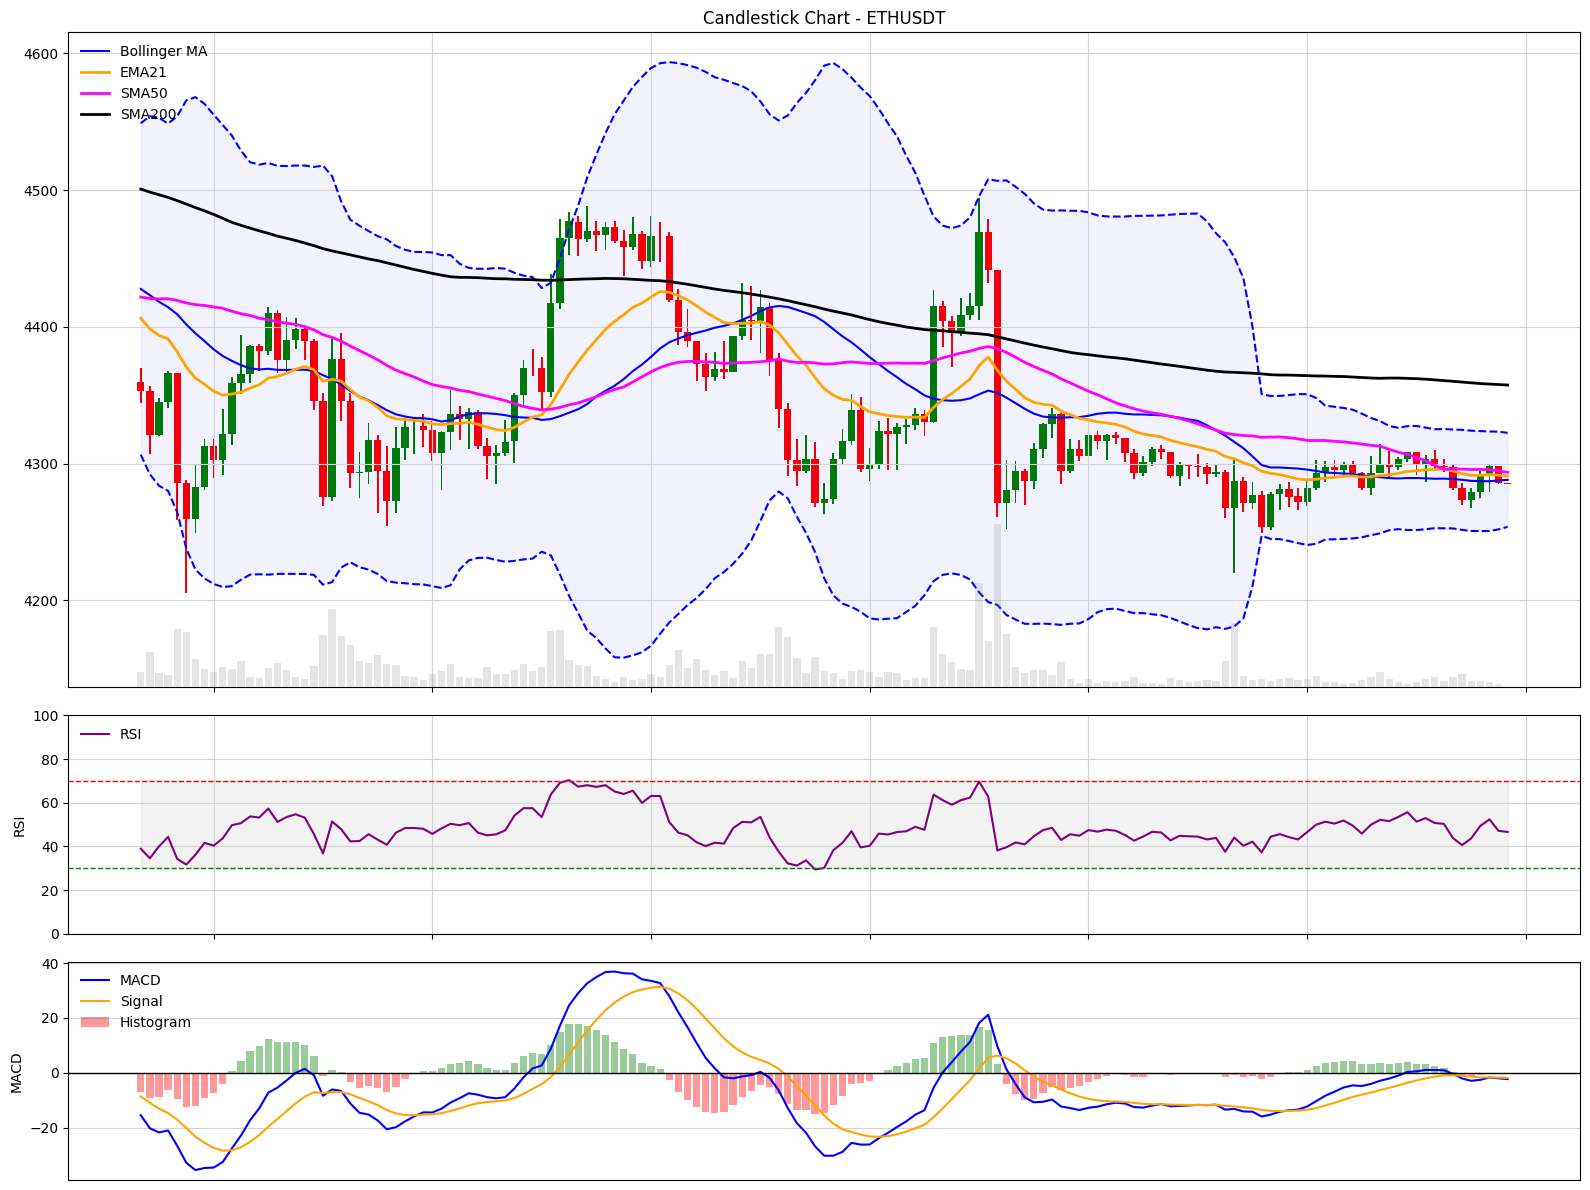 Candlestick Chart - ETHUSDT
Bollinger MA
EMA21
SMA50
SMA200
4600
4500
4400
4300
4200
RSI
100
80
60
40
20
0
RSI
MACD
Signal
Histogram
40
20
0
−20
MACD